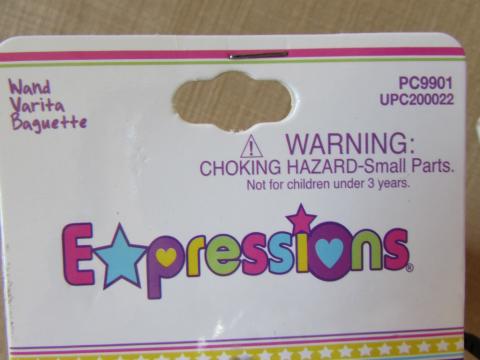 Wand
Varita
Baguette
PC9901
UPC200022
⚠ WARNING:
CHOKING HAZARD-Small Parts.
Not for children under 3 years.
Expressions®